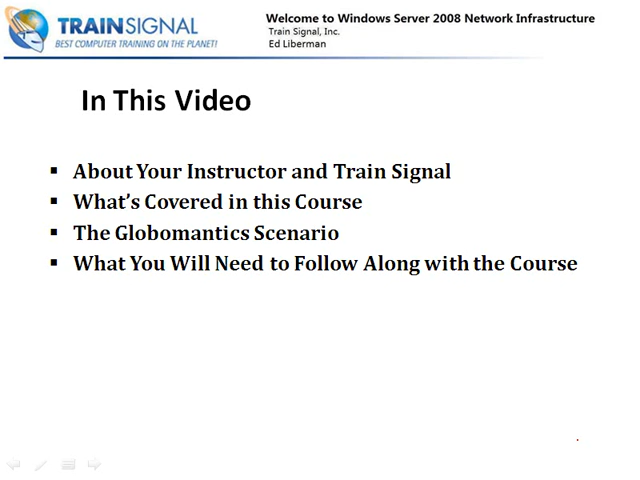 TRAINSIGNAL
BEST COMPUTER TRAINING ON THE PLANET!
Welcome to Windows Server 2008 Network Infrastructure
Train Signal, Inc.
Ed Liberman
In This Video
▪ About Your Instructor and Train Signal
▪ What’s Covered in this Course
▪ The Globomantics Scenario
▪ What You Will Need to Follow Along with the Course